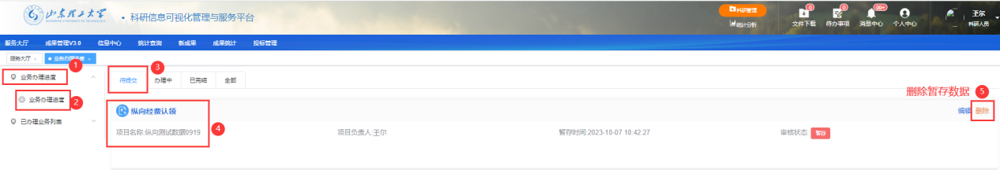 山东理工大学 • 科研信息可视化管理与服务平台
科研管理
统计分析
0 0 99+
文件下载 待办事项 消息中心 个人中心
王尔
科研人员
服务大厅 成果管理V3.0 信息中心 统计查询 新成果 成果统计 投标管理
服务大厅 业务办理进度
1
3
业务办理进度
待提交 办理中 已完结 全部
业务办理进度 2
删除暂存数据 5
纵向经费认领
编辑 删除
已办理业务列表
项目名称:纵向测试数据0919 4 项目负责人:王尔 暂存时间:2023-10-07 10:42:27 审核状态: 暂存